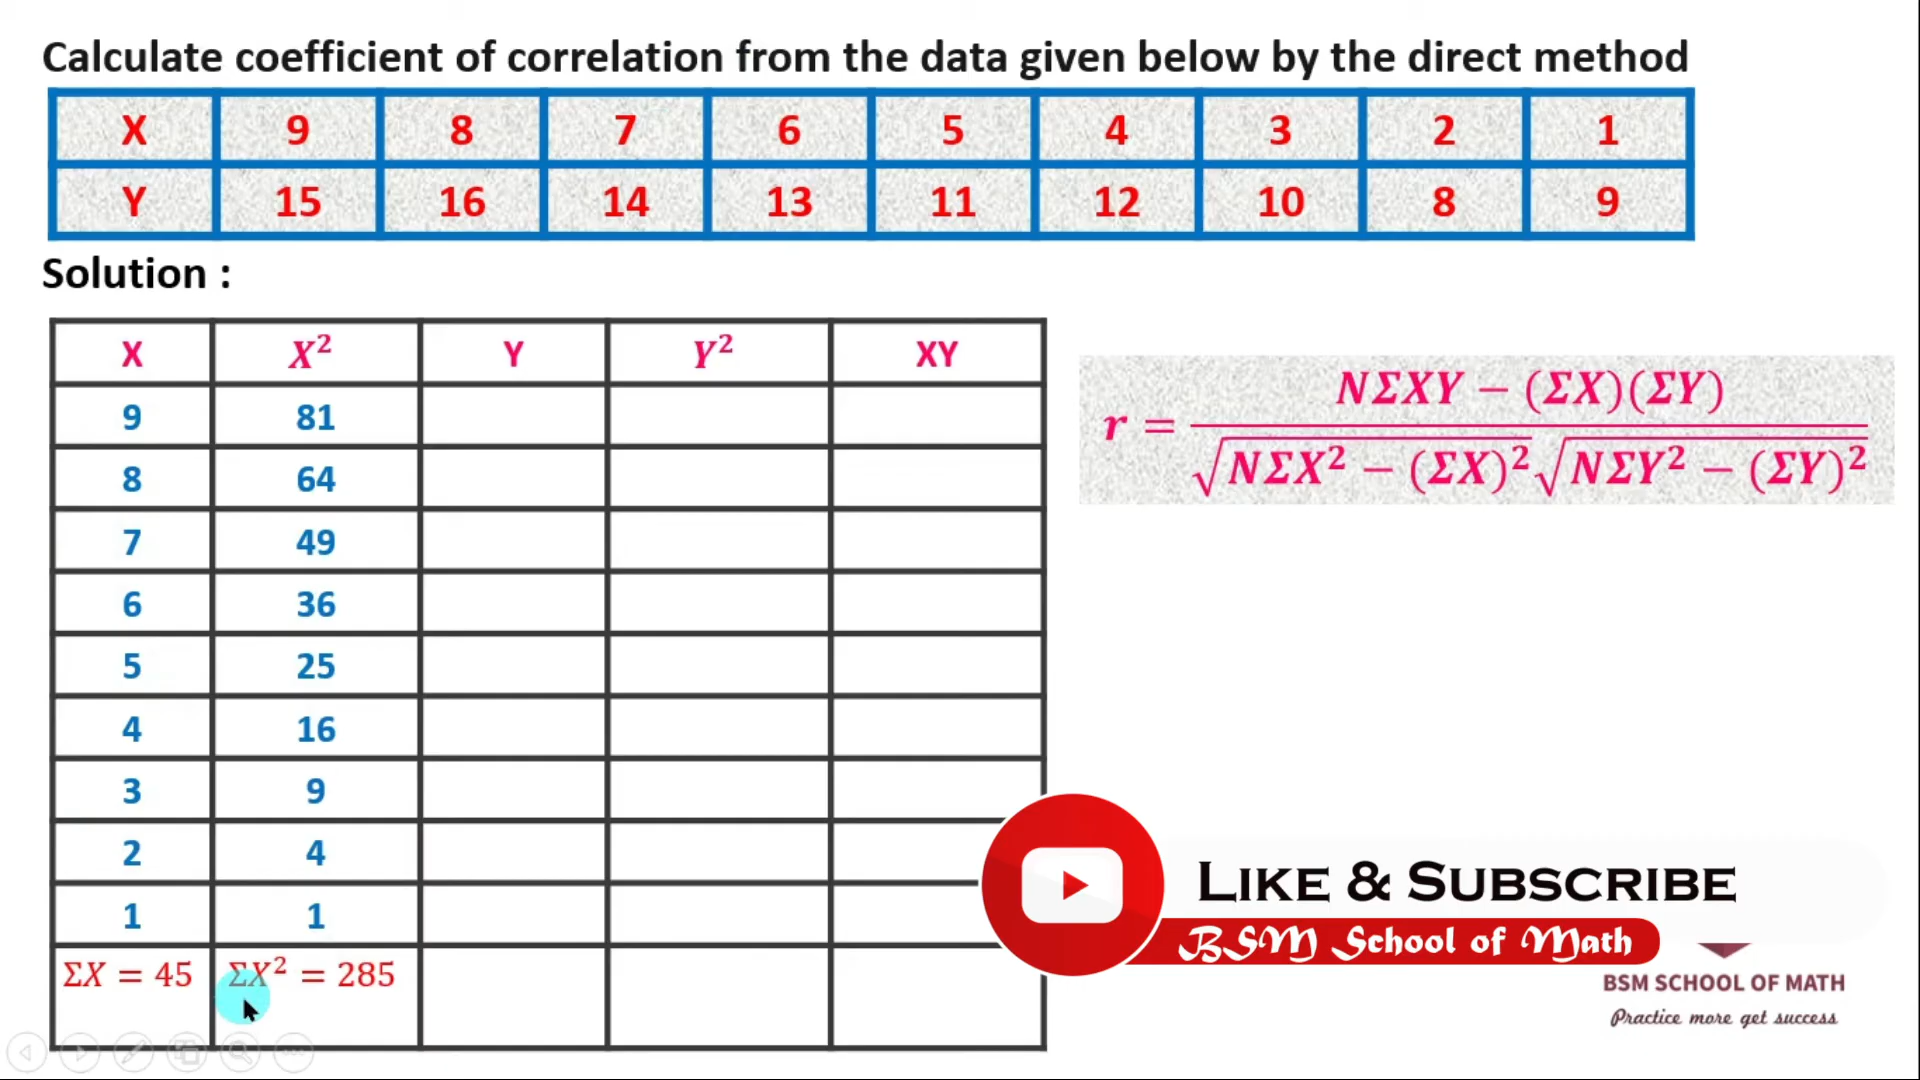 Calculate coefficient of correlation from the data given below by the direct method
X 9 8 7 6 5 4 3 2 1
Y 15 16 14 13 11 12 10 8 9
Solution :
X X² Y Y² XY
9 81
8 64
7 49
6 36
5 25
4 16
3 9
2 4
1 1
ΣX = 45 ΣX² = 285
r = NΣXY − (ΣX)(ΣY)
√NΣX² − (ΣX)² √NΣY² − (ΣY)²
LIKE & SUBSCRIBE
BSM School of Math
BSM SCHOOL OF MATH
Practice more get success